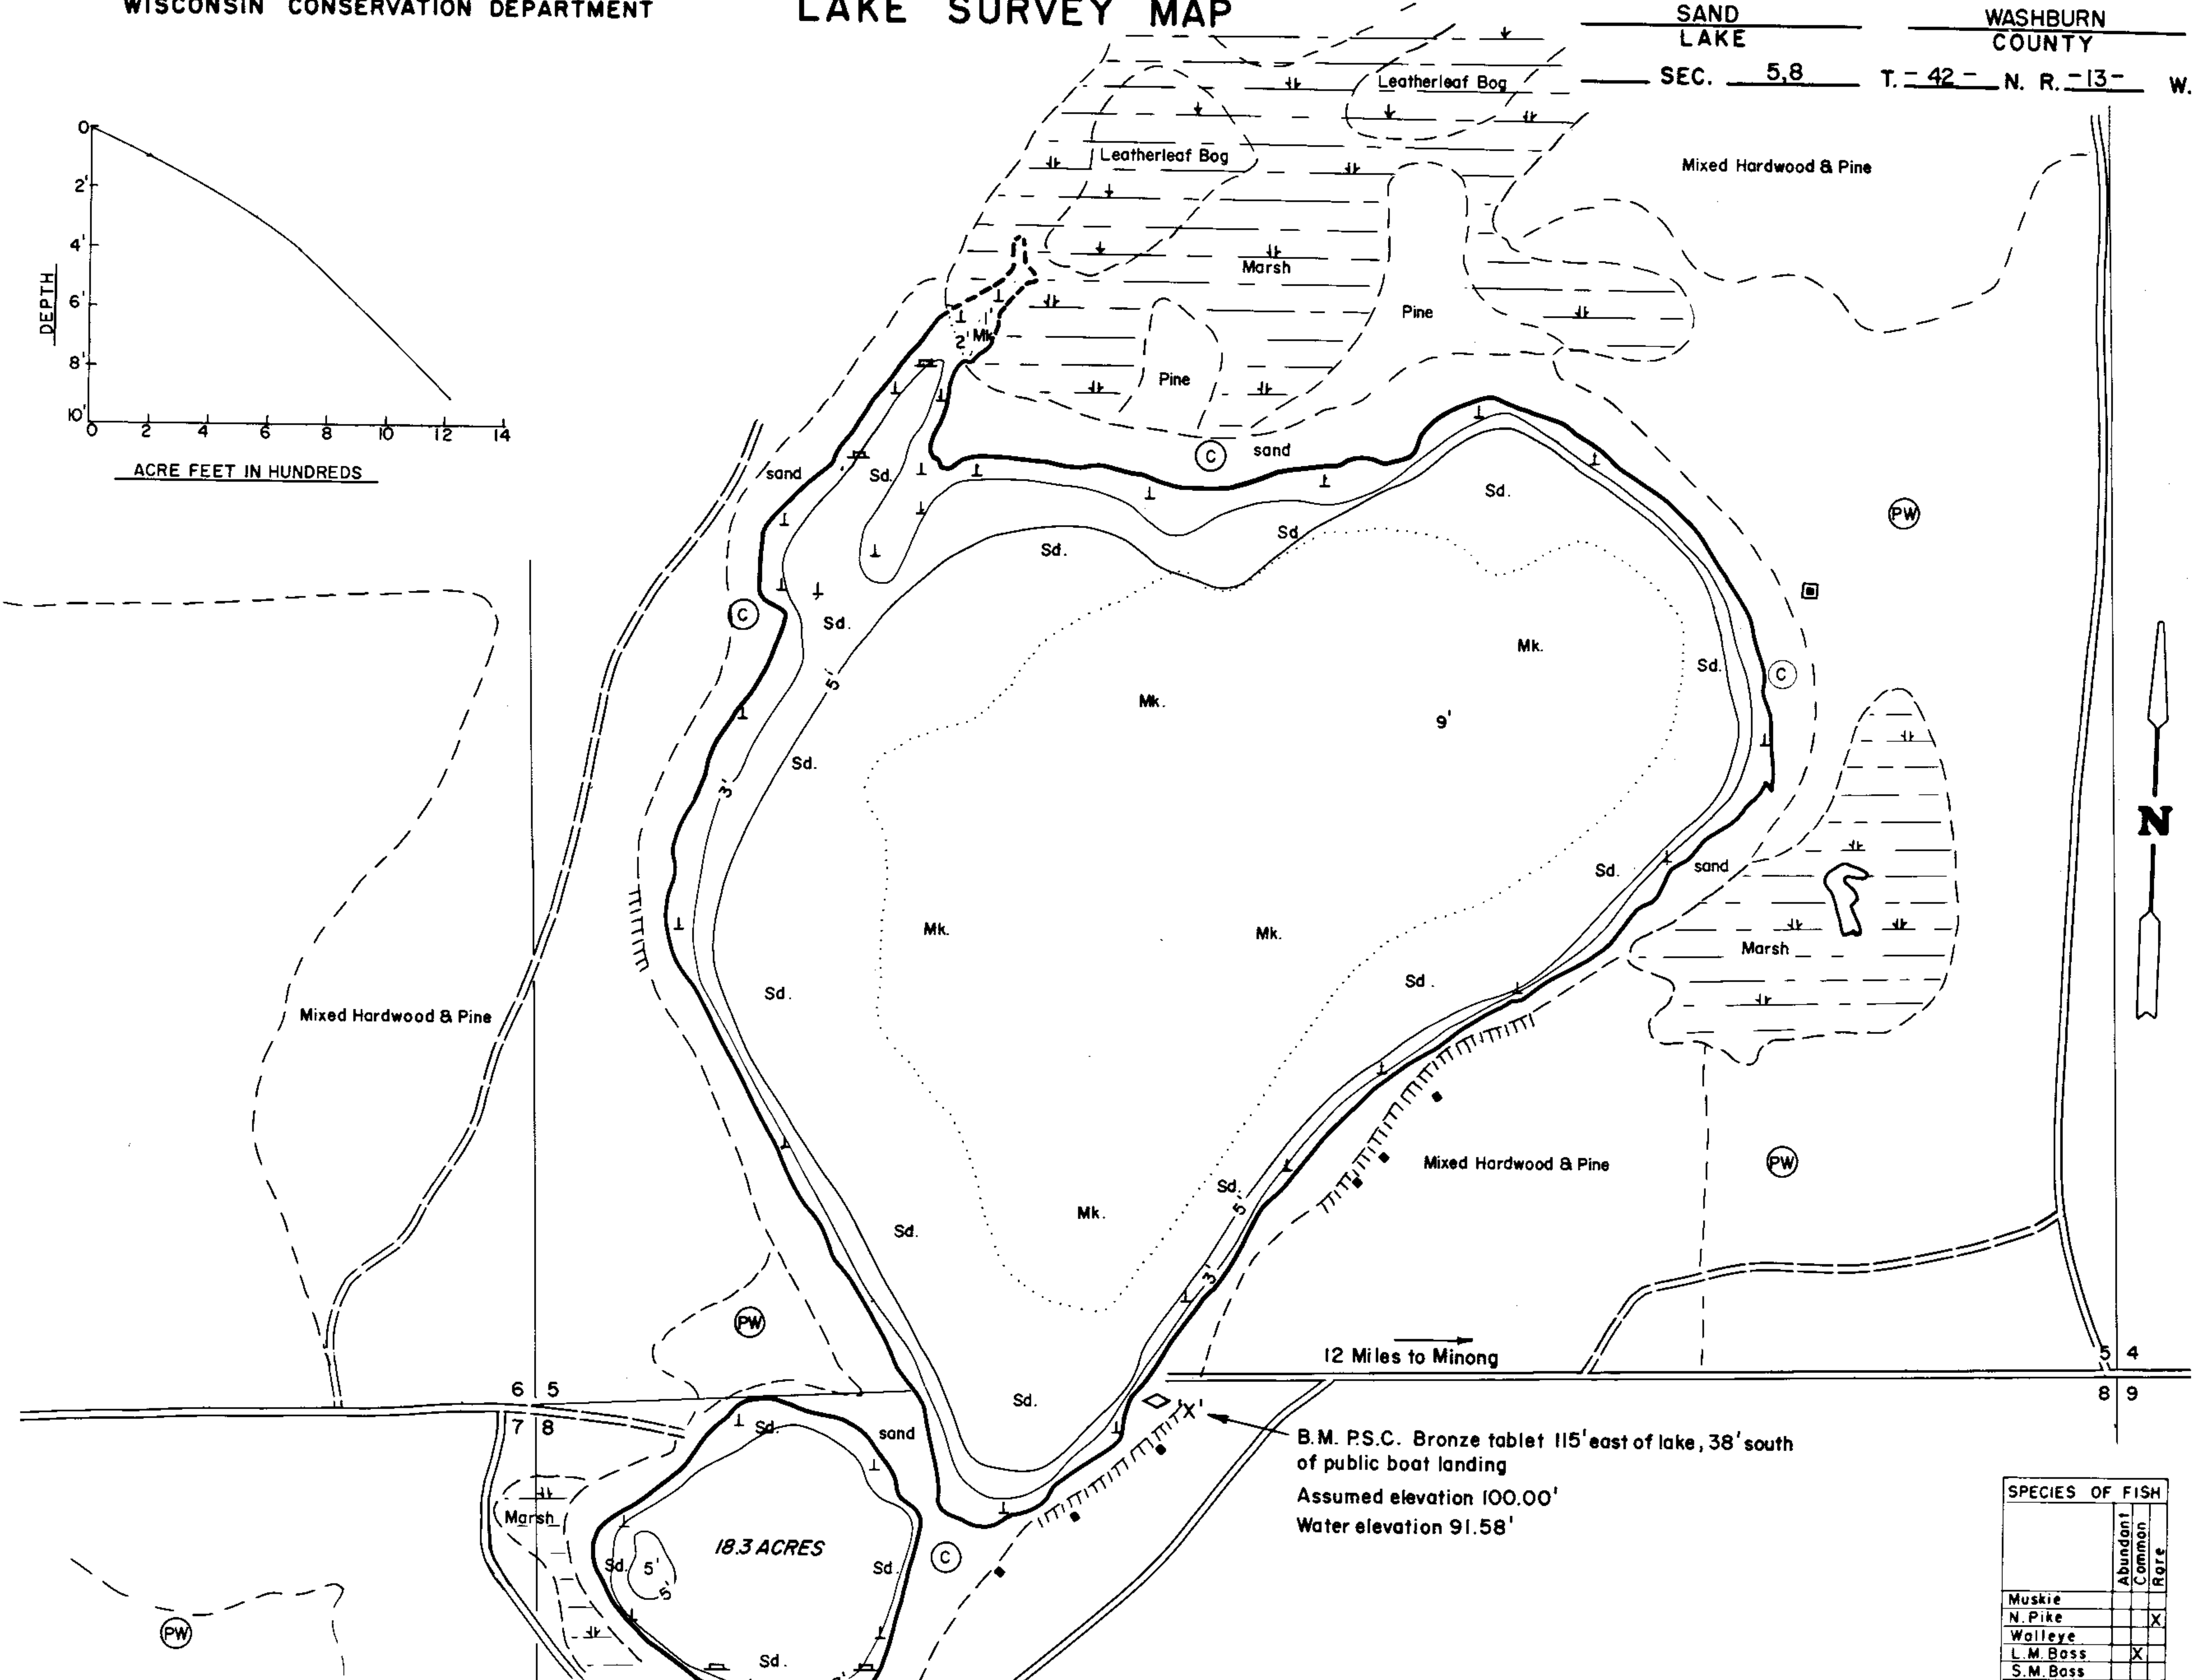 WISCONSIN CONSERVATION DEPARTMENT
LAKE SURVEY MAP
SAND
LAKE
WASHBURN
COUNTY
SEC. 5,8 T. -42- N. R. -13- W.
0
2'
4'
6'
8'
10'
DEPTH
0 2 4 6 8 10 12 14
ACRE FEET IN HUNDREDS
Leatherleaf Bog
Leatherleaf Bog
Mixed Hardwood & Pine
Marsh
Pine
Pine
1'
2' Mk
sand
Sd.
C
sand
Sd.
Sd.
Sd.
PW
C
Sd.
5'
Mk.
Sd.
C
Mk.
9'
Sd.
3'
N
Sd.
sand
Mk.
Mk.
Marsh
Sd.
Sd.
Mixed Hardwood & Pine
Mixed Hardwood & Pine
PW
Sd.
5'
Mk.
Sd.
3'
PW
12 Miles to Minong
5 4
8 9
6 5
7 8
Sd.
'X'
Sd.
sand
B.M. P.S.C. Bronze tablet 115' east of lake, 38' south
of public boat landing
Assumed elevation 100.00'
Water elevation 91.58'
Marsh
18.3 ACRES
Sd.
5'
5'
Sd.
C
PW
Sd.
SPECIES OF FISH
Abundant
Common
Rare
Muskie
N. Pike X
Walleye
L.M. Bass X
S.M. Bass